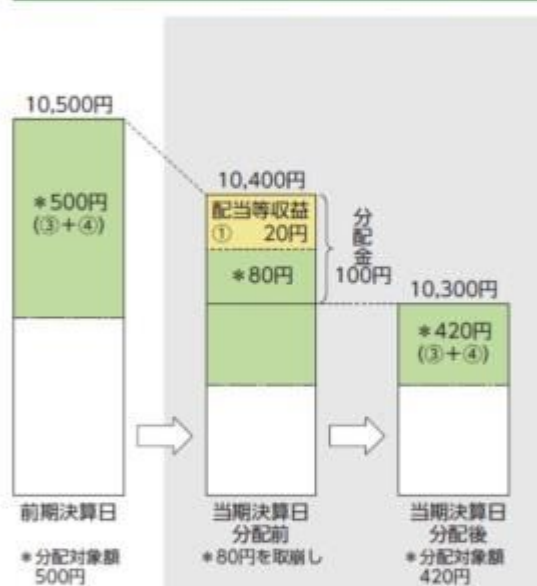 10,500円
*500円
(③+④)
10,400円
配当等収益
① 20円
*80円
分配金
100円
10,300円
*420円
(③+④)
前期決算日
*分配対象額
500円
当期決算日
分配前
*80円を取崩し
当期決算日
分配後
*分配対象額
420円